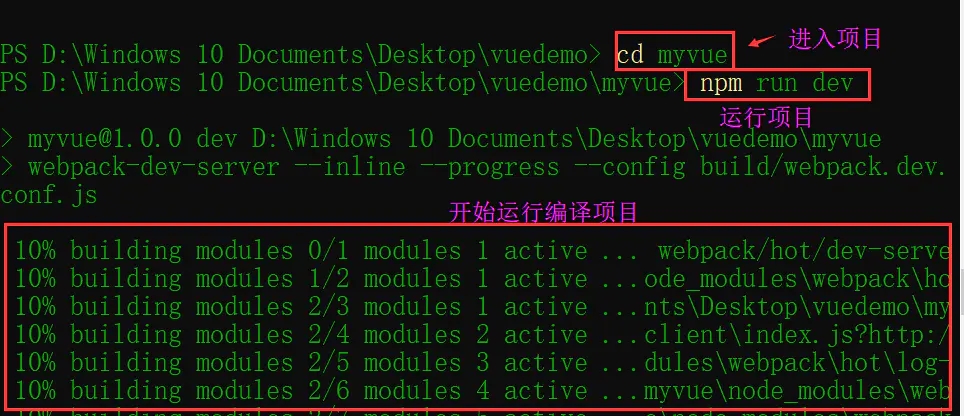 PS D:\Windows 10 Documents\Desktop\vuedemo> cd myvue 进入项目
PS D:\Windows 10 Documents\Desktop\vuedemo\myvue> npm run dev
运行项目
> myvue@1.0.0 dev D:\Windows 10 Documents\Desktop\vuedemo\myvue
> webpack-dev-server --inline --progress --config build/webpack.dev.
conf.js
开始运行编译项目
10% building modules 0/1 modules 1 active ... webpack/hot/dev-serve
10% building modules 1/2 modules 1 active ...ode_modules\webpack\ho
10% building modules 2/3 modules 1 active ...nts\Desktop\vuedemo\my
10% building modules 2/4 modules 2 active ...client\index.js?http:/
10% building modules 2/5 modules 3 active ...dules\webpack\hot\log-
10% building modules 2/6 modules 4 active ...myvue\node_modules\web